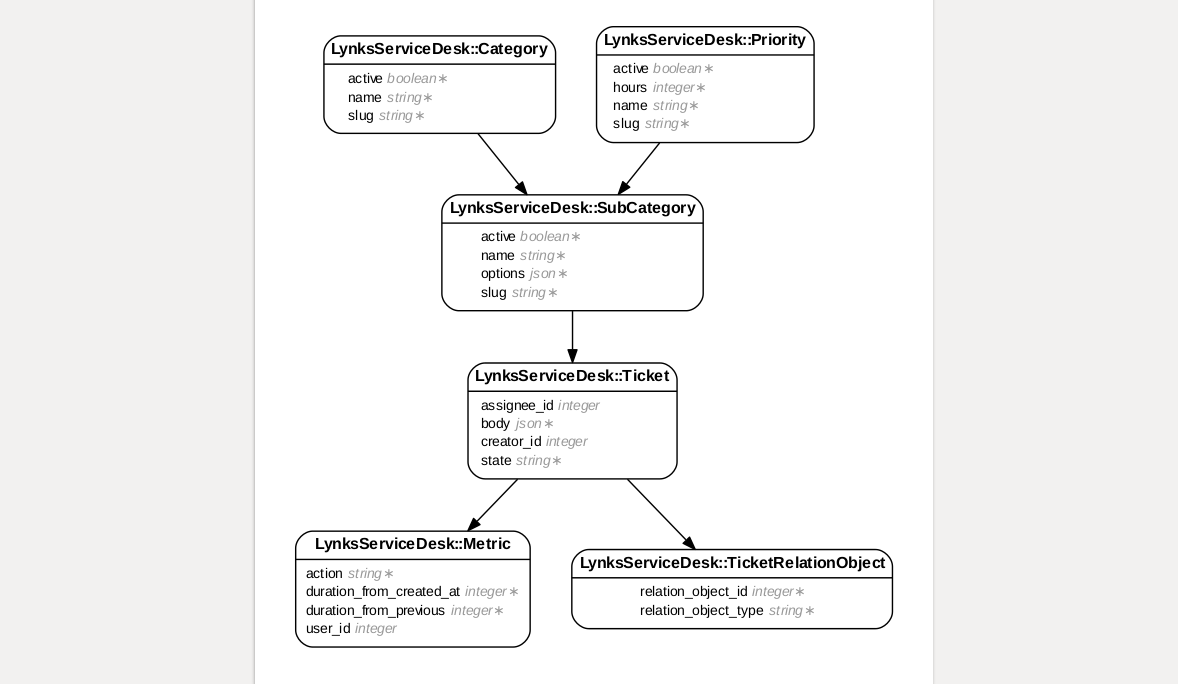 LynksServiceDesk::Category
active boolean∗
name string∗
slug string∗
LynksServiceDesk::Priority
active boolean∗
hours integer∗
name string∗
slug string∗
LynksServiceDesk::SubCategory
active boolean∗
name string∗
options json∗
slug string∗
LynksServiceDesk::Ticket
assignee_id integer
body json∗
creator_id integer
state string∗
LynksServiceDesk::Metric
action string∗
duration_from_created_at integer∗
duration_from_previous integer∗
user_id integer
LynksServiceDesk::TicketRelationObject
relation_object_id integer∗
relation_object_type string∗